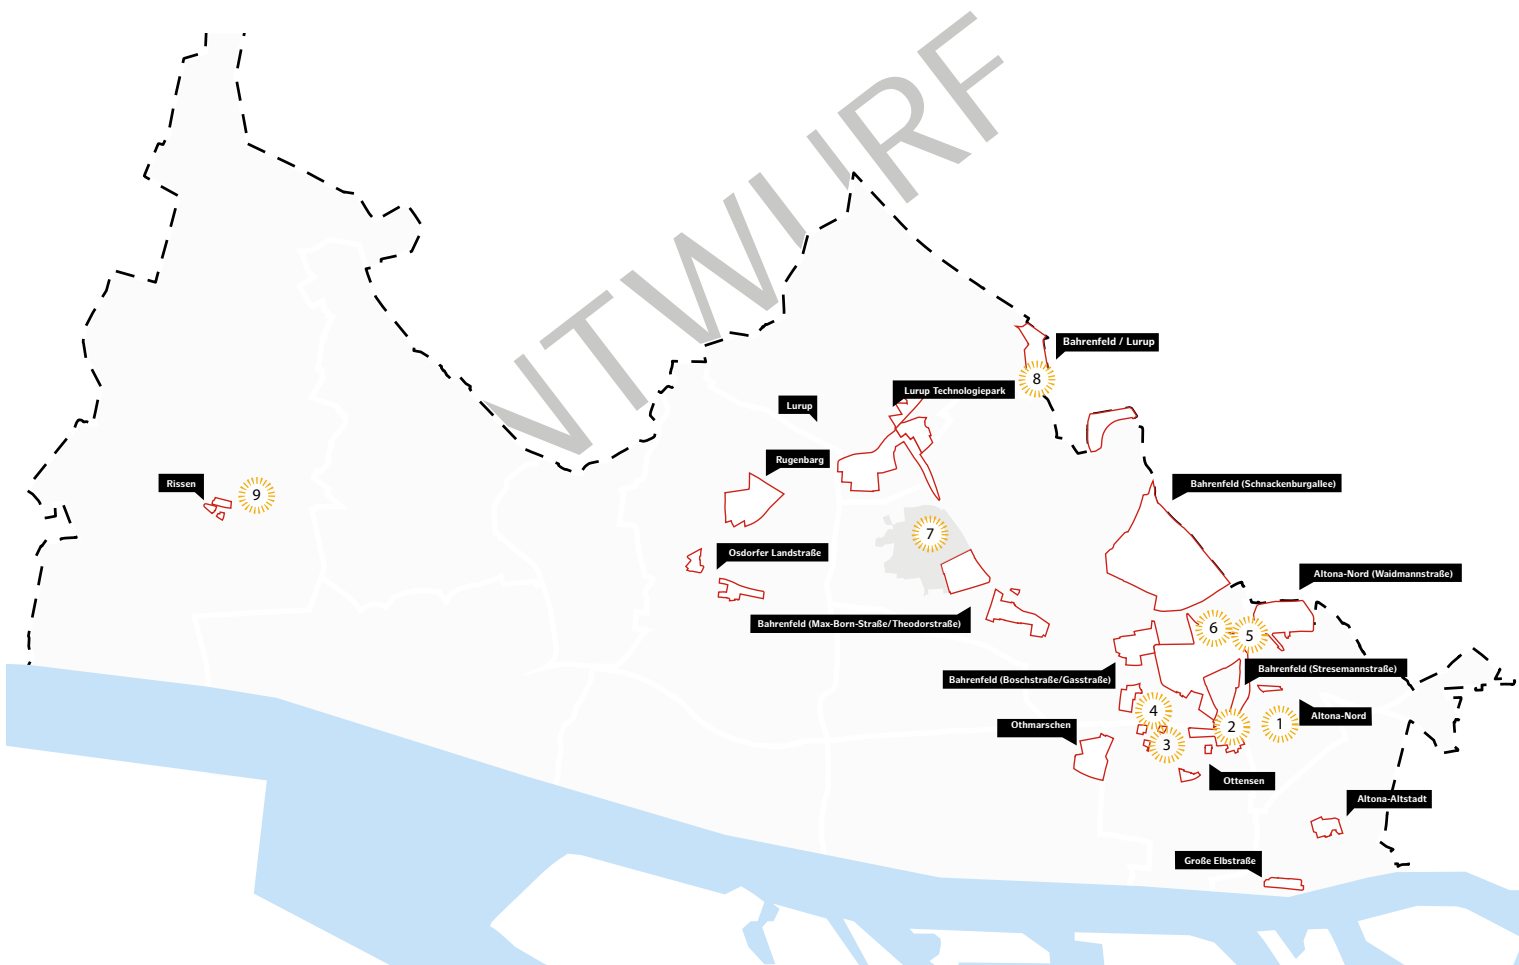 NTWURF
Bahrenfeld / Lurup
8
Lurup Technologiepark
Lurup
Rugenbarg
Rissen
9
Bahrenfeld (Schnackenburgallee)
7
Osdorfer Landstraße
Altona-Nord (Waidmannstraße)
Bahrenfeld (Max-Born-Straße/Theodorstraße)
6
5
Bahrenfeld (Stresemannstraße)
Bahrenfeld (Boschstraße/Gasstraße)
4
Altona-Nord
Othmarschen
2
1
3
Ottensen
Altona-Altstadt
Große Elbstraße